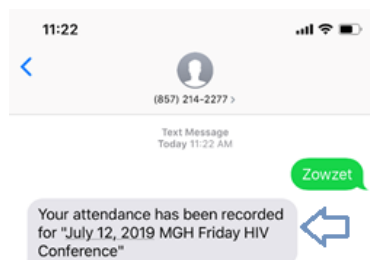 11:22
(857) 214-2277 >
Text Message
Today 11:22 AM
Zowzet
Your attendance has been recorded
for "July 12, 2019 MGH Friday HIV
Conference"